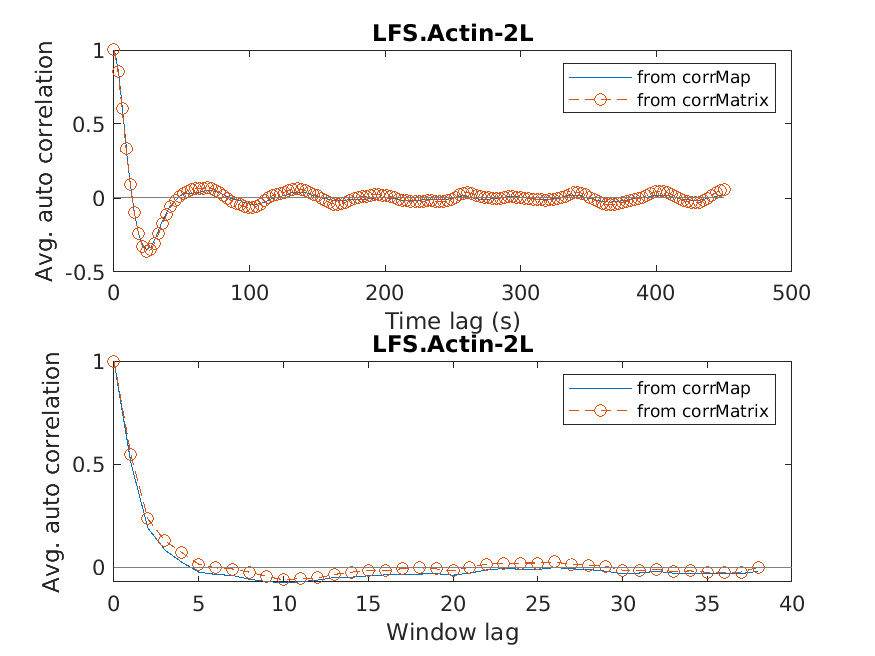 LFS.Actin-2L
Avg. auto correlation
1
0.5
0
-0.5
from corrMap
from corrMatrix
0 100 200 300 400 500
Time lag (s)
LFS.Actin-2L
Avg. auto correlation
1
0.5
0
from corrMap
from corrMatrix
0 5 10 15 20 25 30 35 40
Window lag